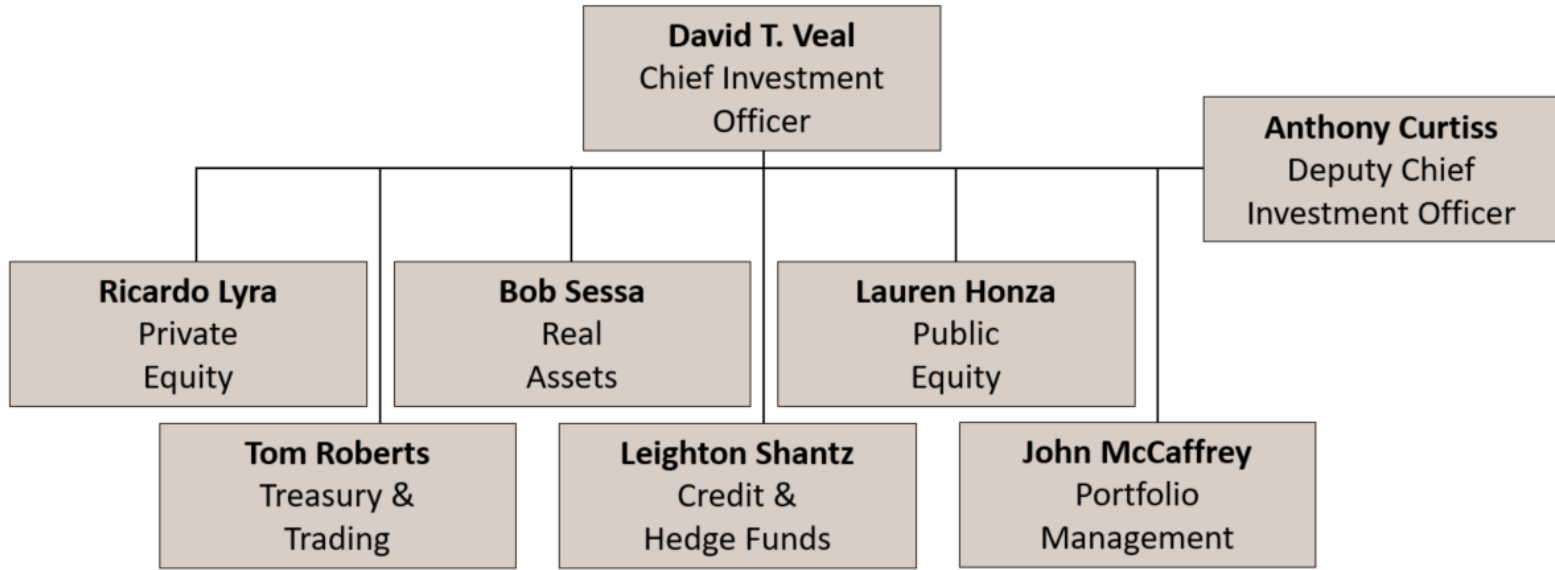 David T. Veal
Chief Investment
Officer
Anthony Curtiss
Deputy Chief
Investment Officer
Ricardo Lyra
Private
Equity
Bob Sessa
Real
Assets
Lauren Honza
Public
Equity
Tom Roberts
Treasury &
Trading
Leighton Shantz
Credit &
Hedge Funds
John McCaffrey
Portfolio
Management